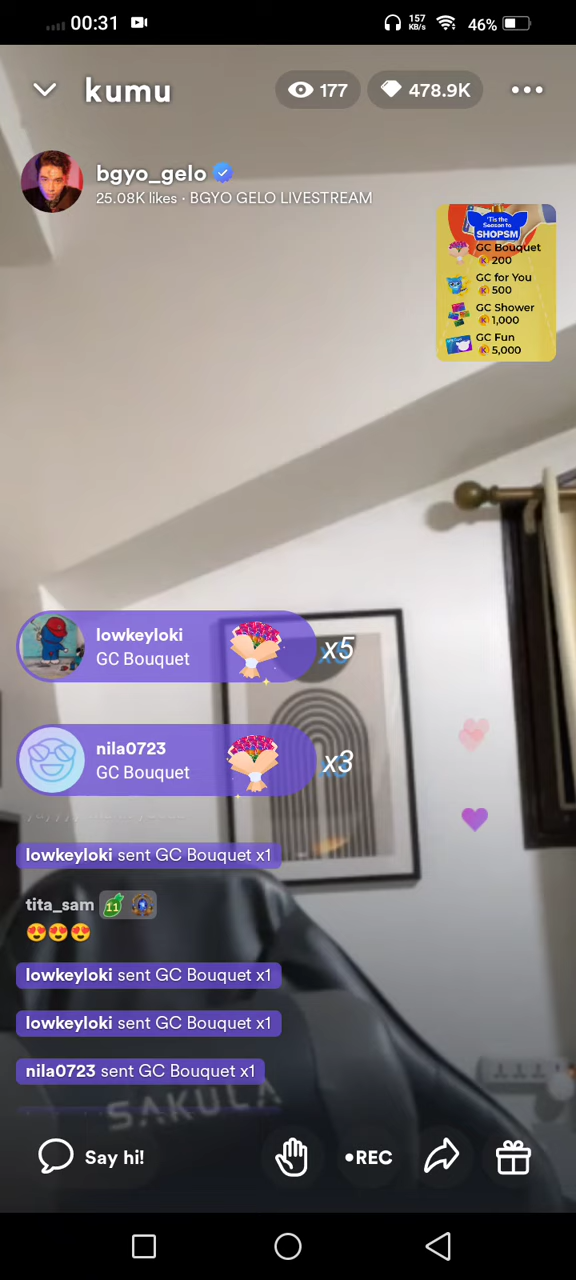 00:31
157
KB/s
46%
kumu
177
478.9K
bgyo_gelo
25.08K likes · BGYO GELO LIVESTREAM
'Tis the
Season to
SHOPSM
GC Bouquet
200
GC for You
500
GC Shower
1,000
GC Fun
5,000
lowkeyloki
GC Bouquet
x5
nila0723
GC Bouquet
x3
lowkeyloki sent GC Bouquet x1
tita_sam 11
😍😍😍
lowkeyloki sent GC Bouquet x1
lowkeyloki sent GC Bouquet x1
nila0723 sent GC Bouquet x1
SAKULA
Say hi!
•REC